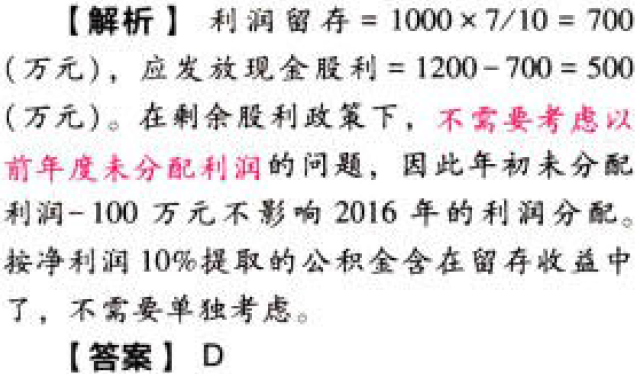 【解析】 利润留存=1000×7/10=700
(万元)，应发放现金股利=1200-700=500
(万元)。在剩余股利政策下，不需要考虑以
前年度未分配利润的问题，因此年初未分配
利润-100 万元不影响 2016 年的利润分配。
按净利润 10%提取的公积金含在留存收益中
了，不需要单独考虑。
【答案】 D